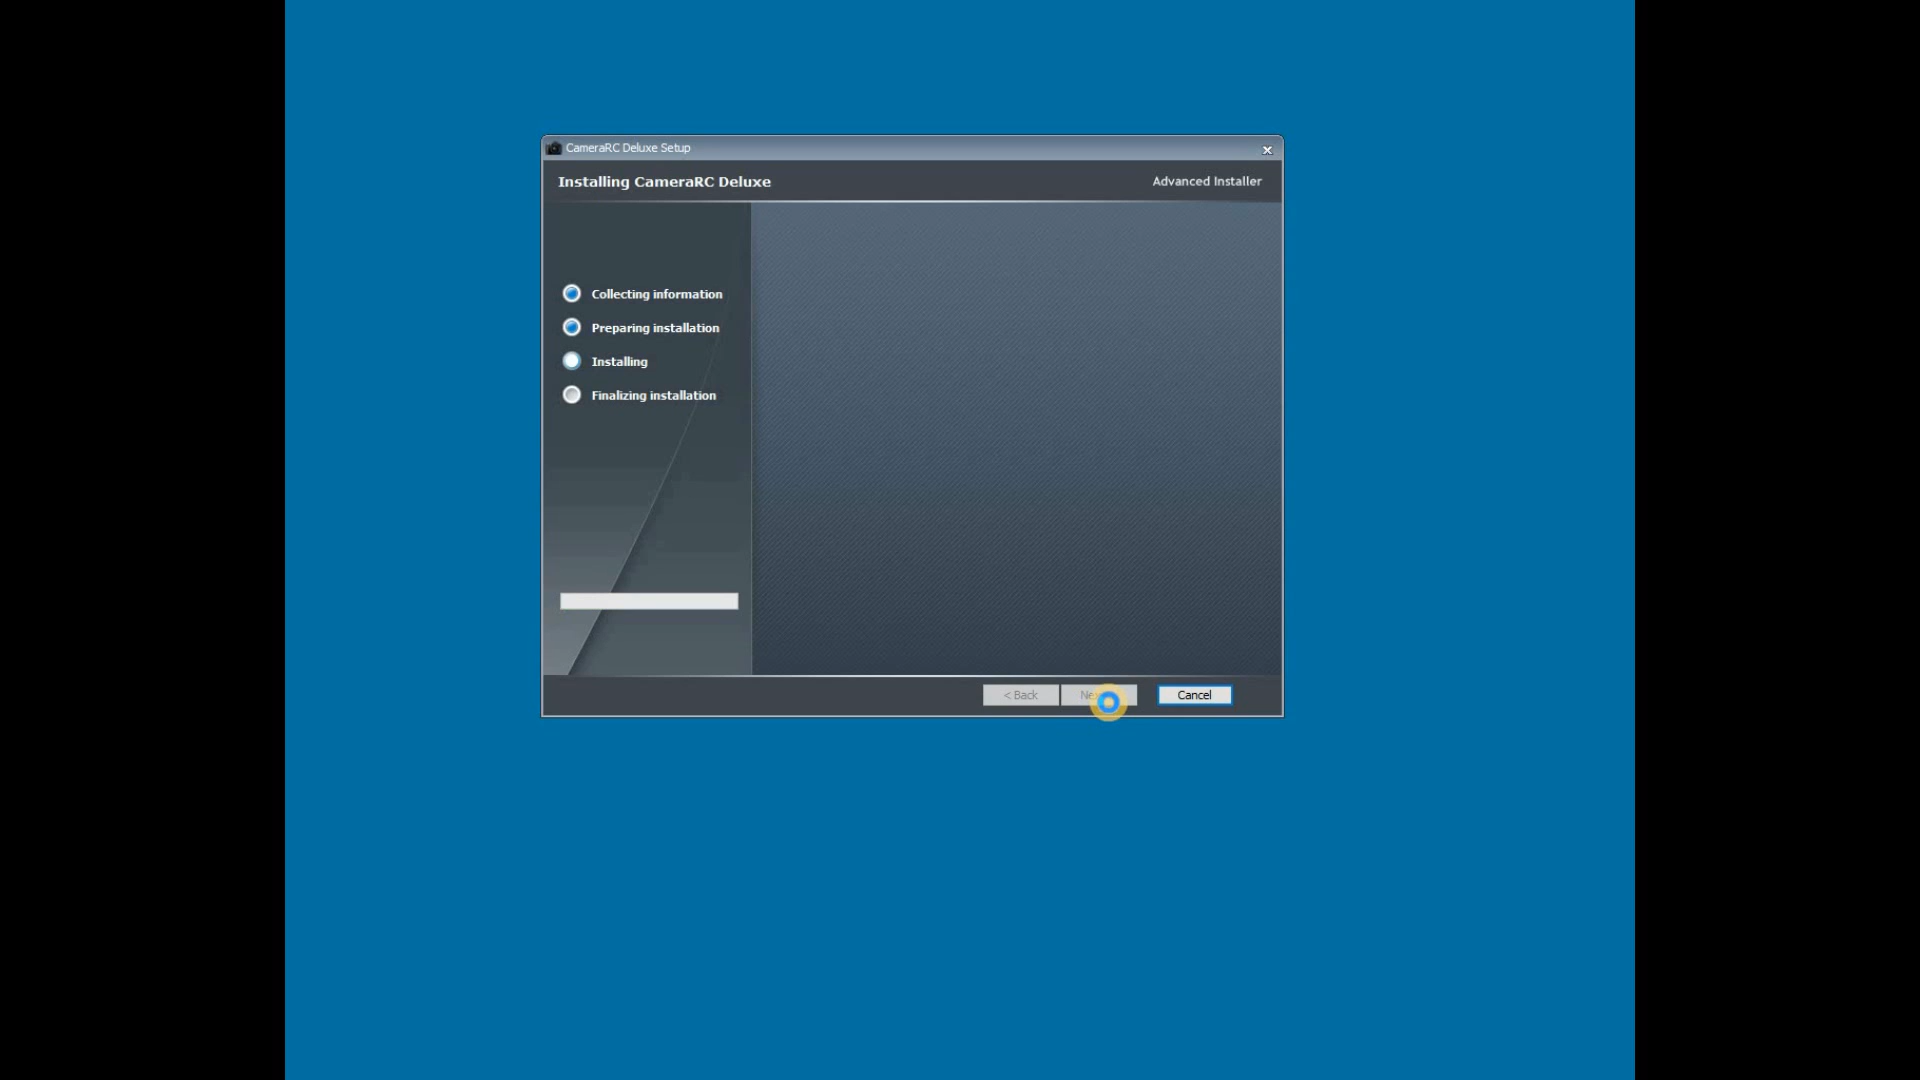 CameraRC Deluxe Setup
Installing CameraRC Deluxe
Advanced Installer
Collecting information
Preparing installation
Installing
Finalizing installation
< Back
Cancel